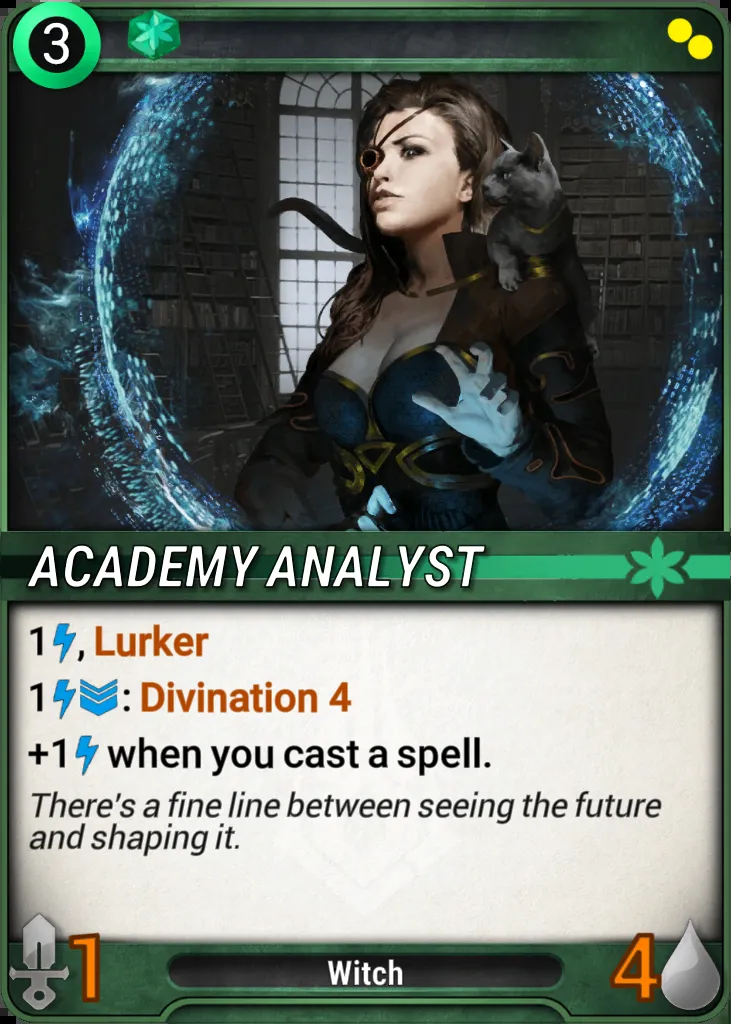 3
ACADEMY ANALYST
1, Lurker
1: Divination 4
+1 when you cast a spell.
There's a fine line between seeing the future
and shaping it.
1 Witch 4